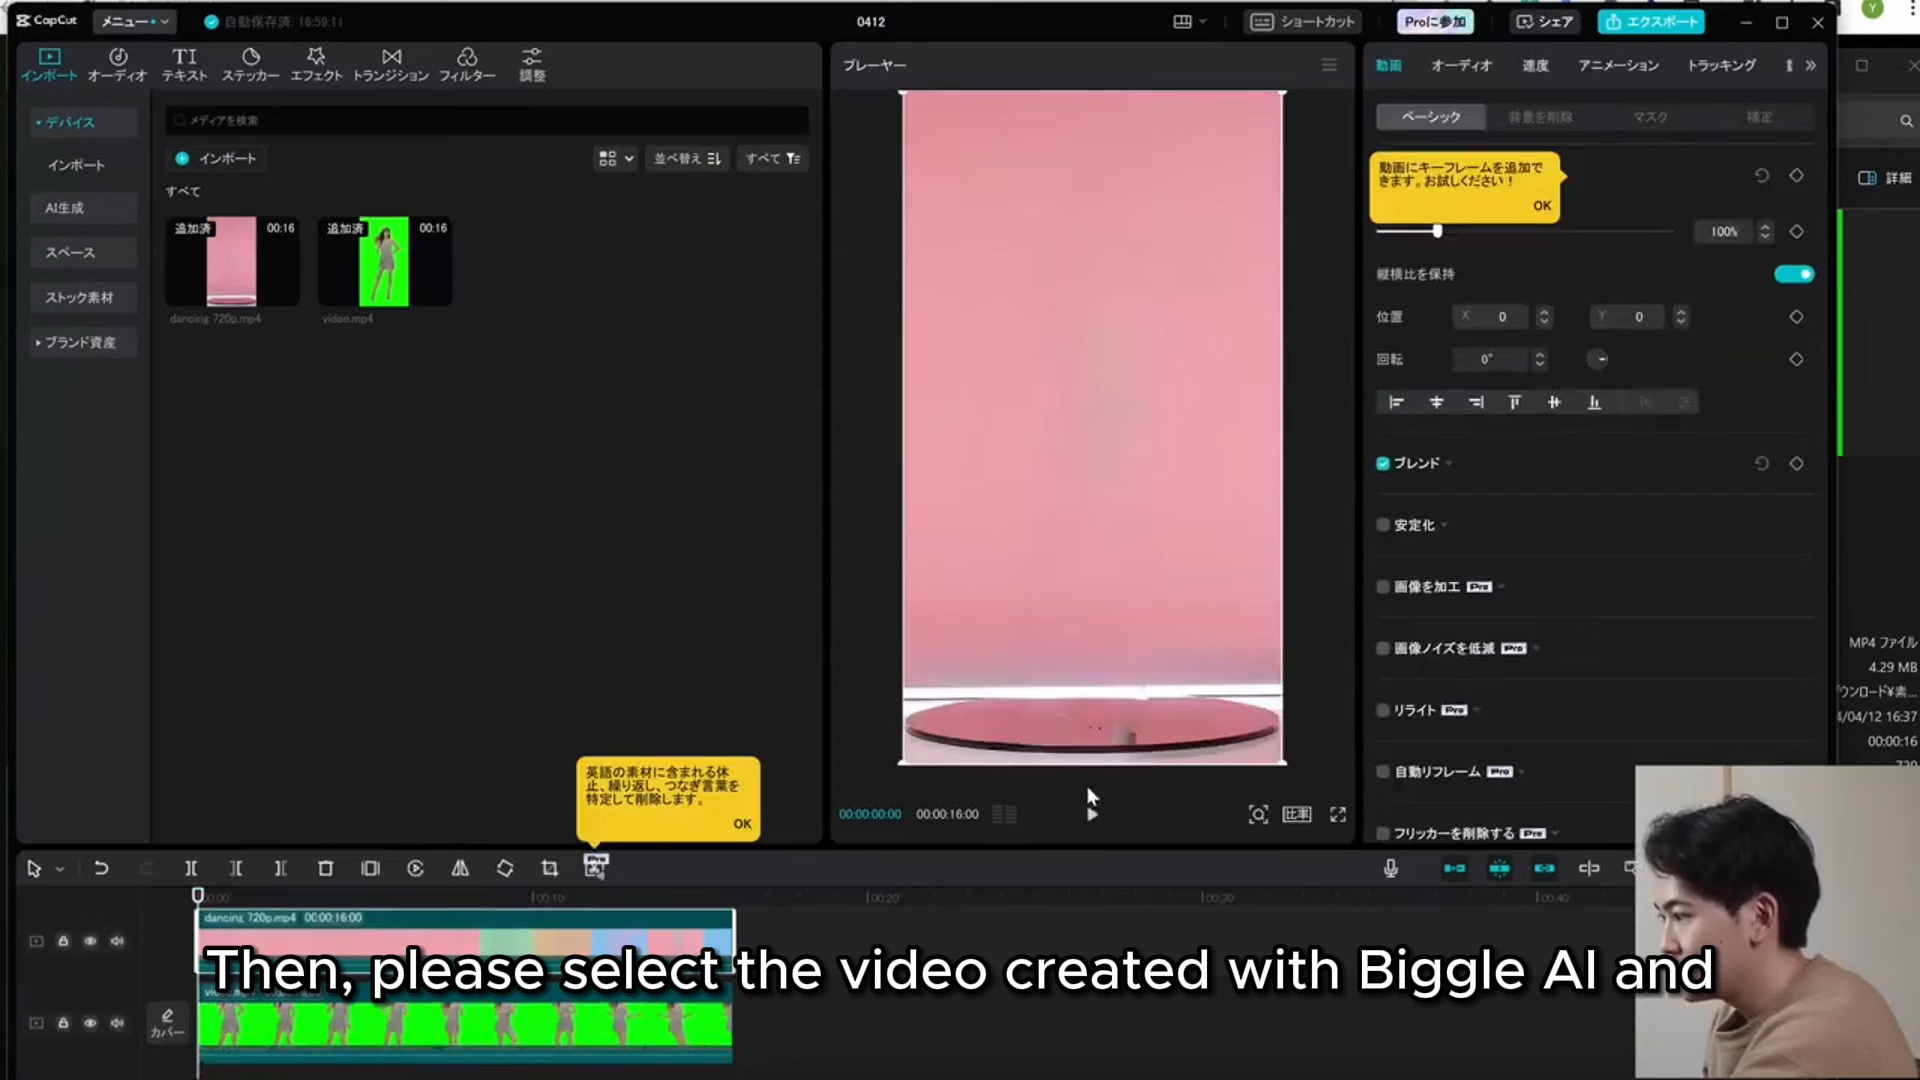 CapCut
メニュー
自動保存済: 16:59:11
0412
ショートカット
Proに参加
シェア
エクスポート
Y
インポート
オーディオ
テキスト
ステッカー
エフェクト
トランジション
フィルター
調整
デバイス
インポート
AI生成
スペース
ストック素材
ブランド資産
メディアを検索
インポート
並べ替え
すべて
すべて
追加済
00:16
追加済
00:16
dancing 720p.mp4
video.mp4
プレーヤー
00:00:00:00
00:00:16:00
比率
動画
オーディオ
速度
アニメーション
トラッキング
ベーシック
背景を削除
マスク
補正
動画にキーフレームを追加で
きます。お試しください！
OK
100%
縦横比を保持
位置
X 0
Y 0
回転
0°
ブレンド
安定化
画像を加工 Pro
画像ノイズを低減 Pro
リライト Pro
自動リフレーム Pro
フリッカーを削除する Pro
詳細
MP4 ファイル
4.29 MB
ウンロード¥素...
4/04/12 16:37
00:00:16
英語の素材に含まれる休
止、繰り返し、つなぎ言葉を
特定して削除します。
OK
Pro
00:00
00:10
00:20
00:30
00:40
dancing 720p.mp4 00:00:16:00
カバー
Then, please select the video created with Biggle AI and